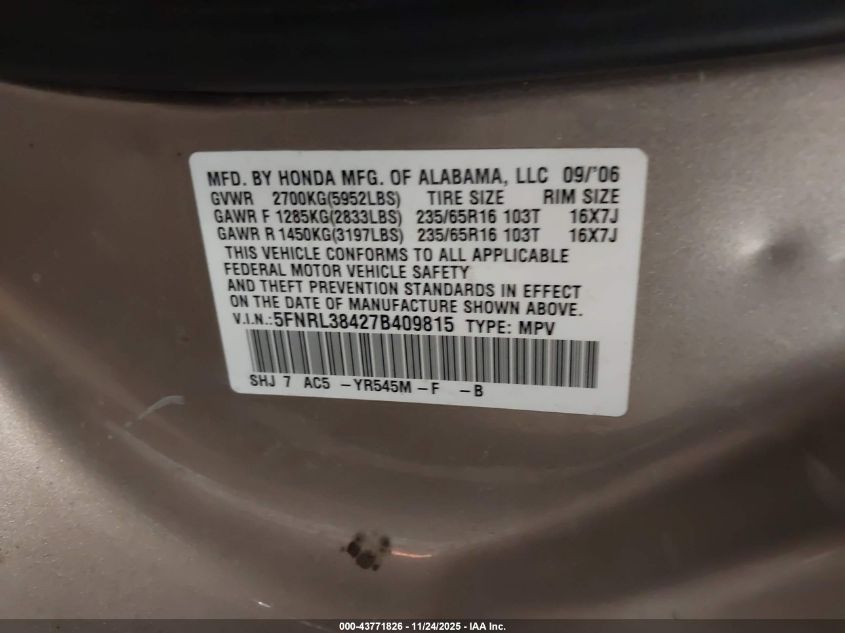 MFD. BY HONDA MFG. OF ALABAMA, LLC 09/'06
GVWR 2700KG(5952LBS) TIRE SIZE RIM SIZE
GAWR F 1285KG(2833LBS) 235/65R16 103T 16X7J
GAWR R 1450KG(3197LBS) 235/65R16 103T 16X7J
THIS VEHICLE CONFORMS TO ALL APPLICABLE
FEDERAL MOTOR VEHICLE SAFETY
AND THEFT PREVENTION STANDARDS IN EFFECT
ON THE DATE OF MANUFACTURE SHOWN ABOVE.
V.I.N.: 5FNRL38427B409815 TYPE: MPV
SHJ 7 AC5 -YR545M -F -B
000-43771826 - 11/24/2025 - IAA Inc.